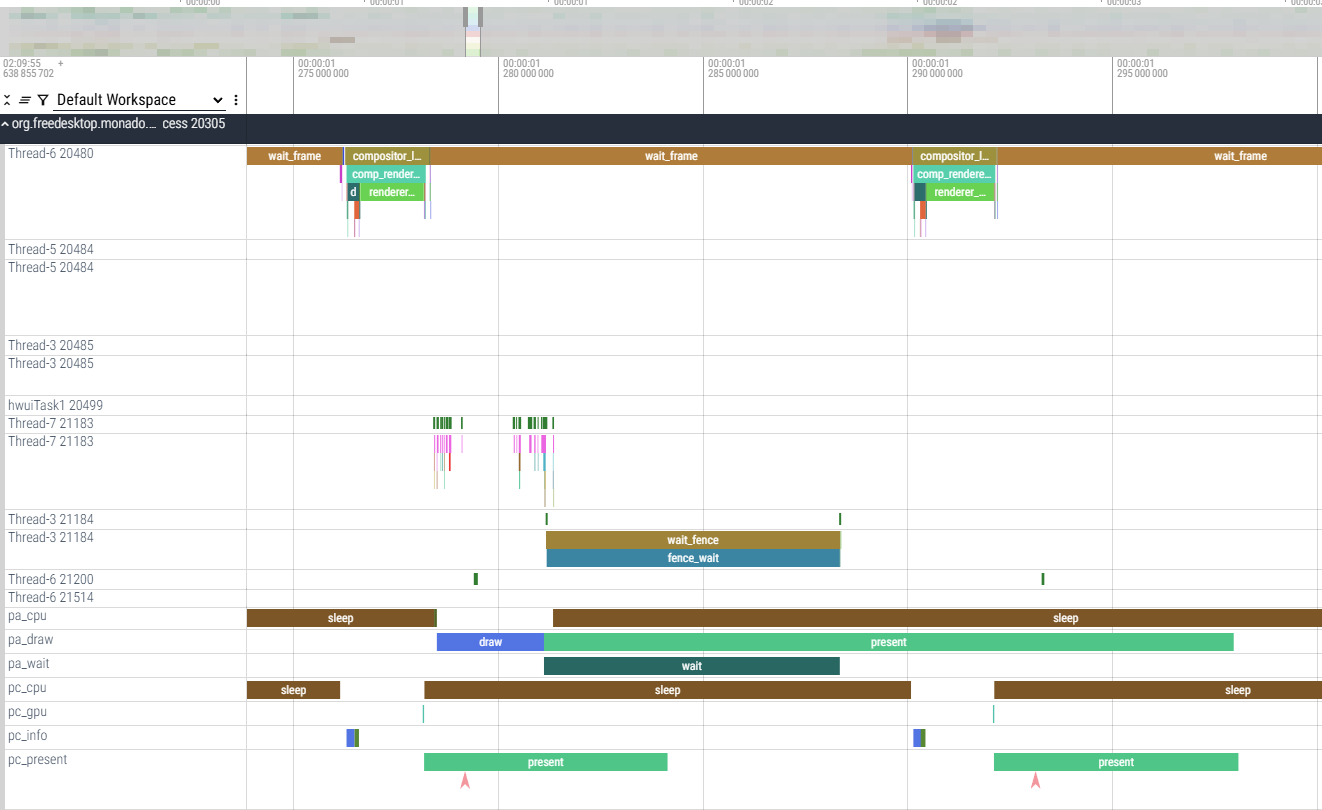 00:00:00 00:00:01 00:00:01 00:00:02 00:00:02 00:00:03
02:09:55 + 00:00:01 00:00:01 00:00:01 00:00:01 00:00:01
638 855 702 275 000 000 280 000 000 285 000 000 290 000 000 295 000 000
Default Workspace
org.freedesktop.monado.... cess 20305
Thread-6 20480 wait_frame compositor_l... wait_frame compositor_l... wait_frame
comp_render... comp_rendere...
d renderer... renderer_...
Thread-5 20484
Thread-5 20484
Thread-3 20485
Thread-3 20485
hwuiTask1 20499
Thread-7 21183
Thread-7 21183
Thread-3 21184
Thread-3 21184 wait_fence
fence_wait
Thread-6 21200
Thread-6 21514
pa_cpu sleep sleep
pa_draw draw present
pa_wait wait
pc_cpu sleep sleep sleep
pc_gpu
pc_info
pc_present present present